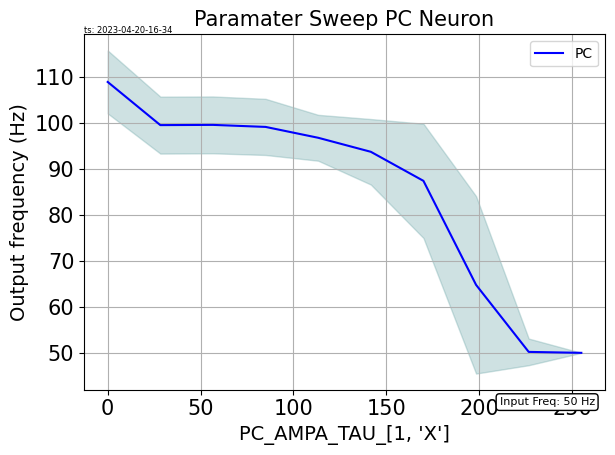 Paramater Sweep PC Neuron
ts: 2023-04-20-16-34
PC
Output frequency (Hz)
110
100
90
80
70
60
50
0 50 100 150 200 250
Input Freq: 50 Hz
PC_AMPA_TAU_[1, 'X']